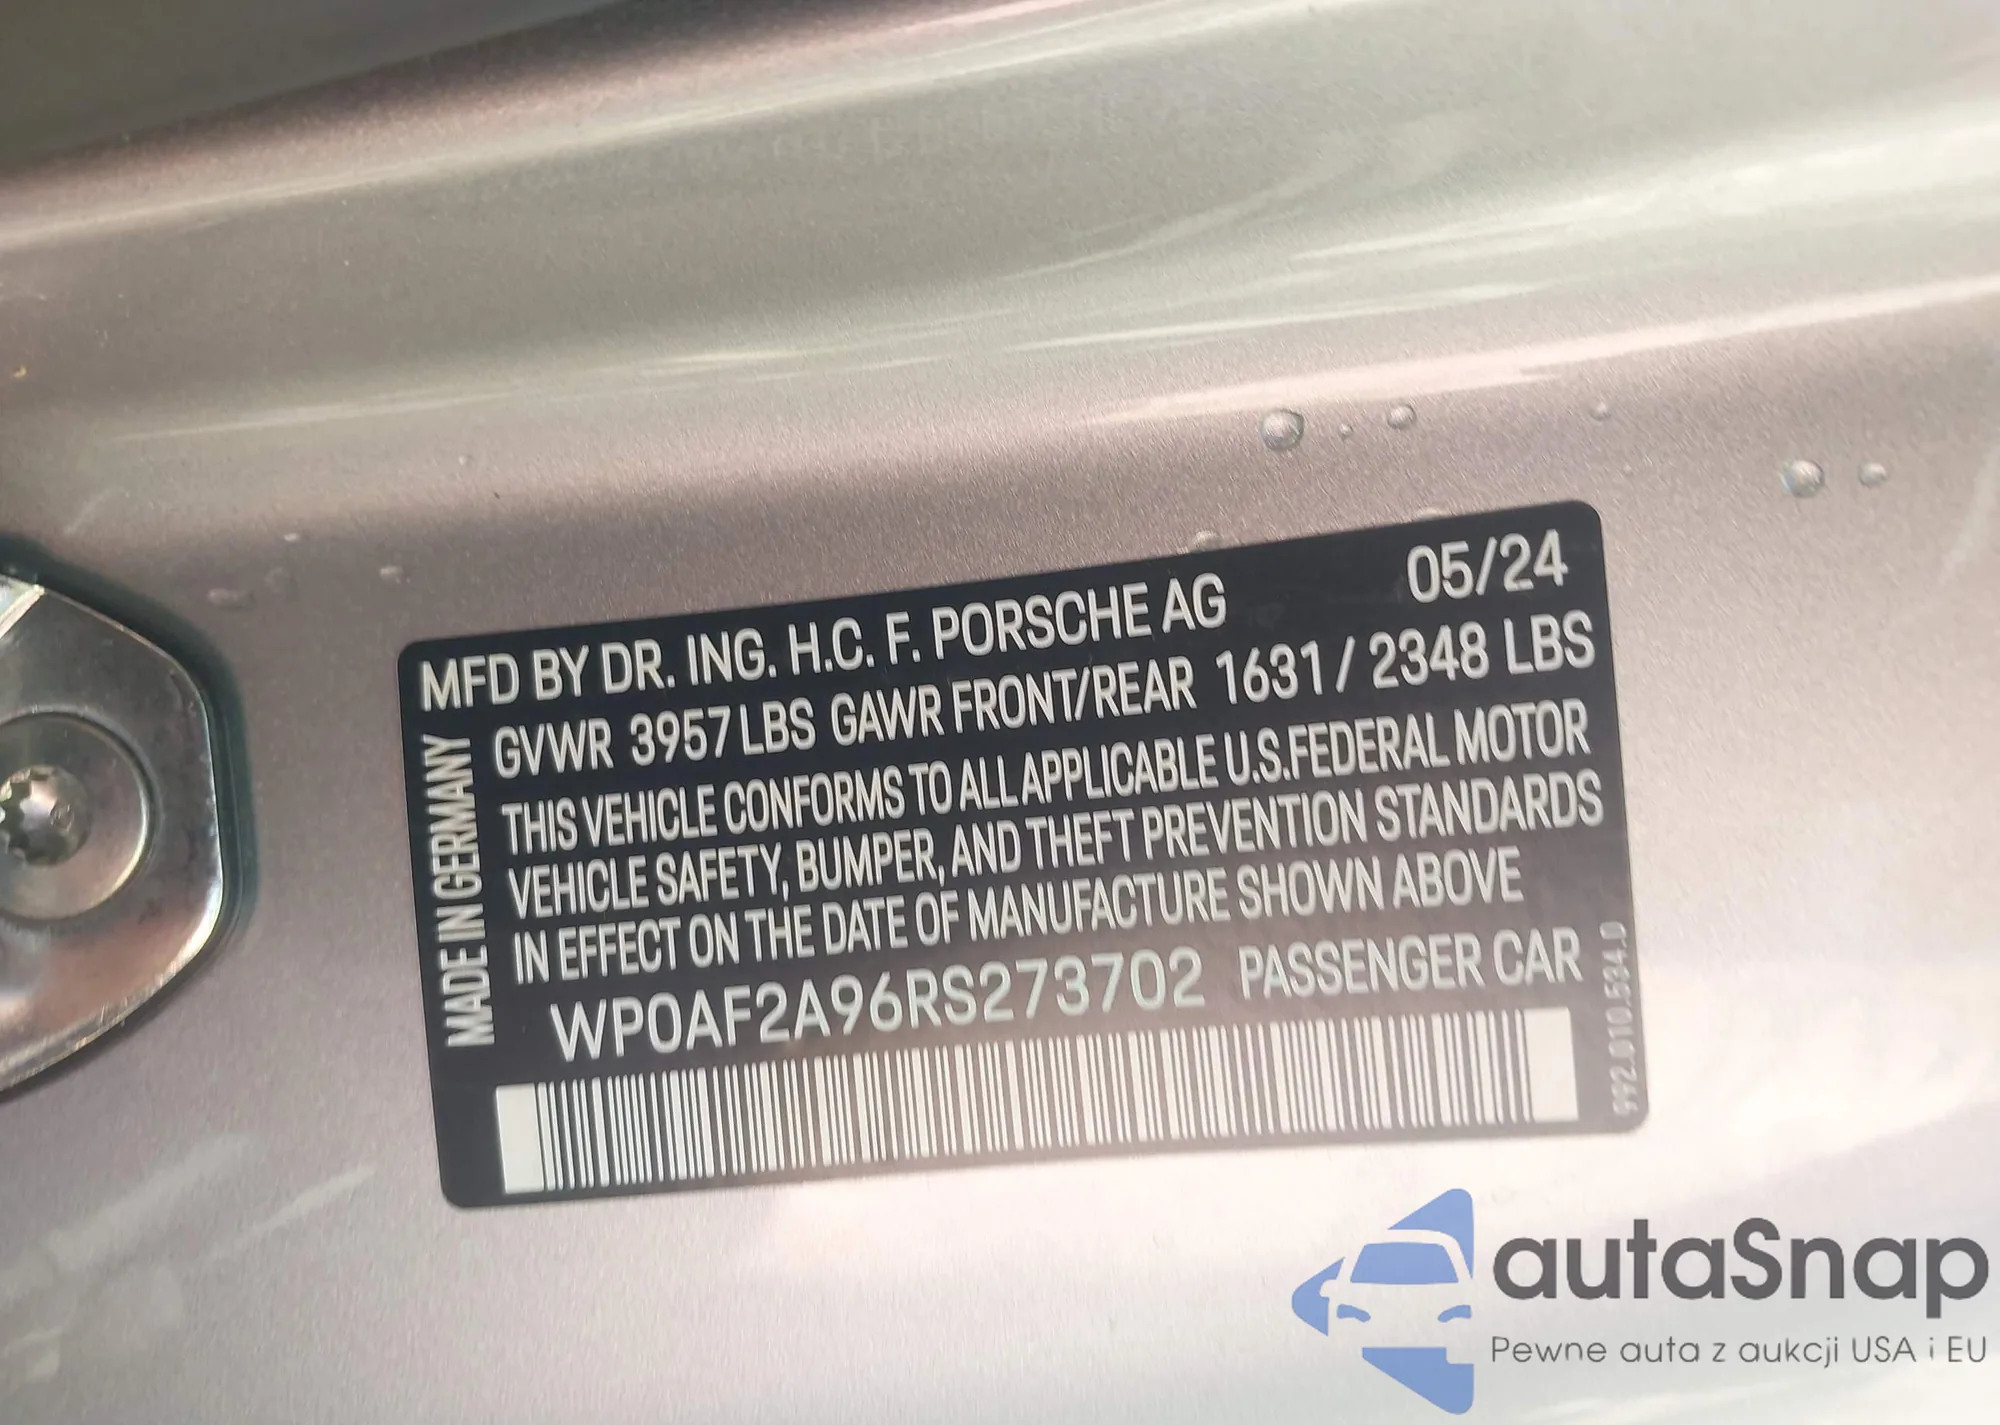 MFD BY DR. ING. H.C. F. PORSCHE AG 05/24
GVWR 3957 LBS GAWR FRONT/REAR 1631 / 2348 LBS
THIS VEHICLE CONFORMS TO ALL APPLICABLE U.S.FEDERAL MOTOR
VEHICLE SAFETY, BUMPER, AND THEFT PREVENTION STANDARDS
IN EFFECT ON THE DATE OF MANUFACTURE SHOWN ABOVE
WP0AF2A96RS273702 PASSENGER CAR
MADE IN GERMANY
992.010.534.0
autaSnap
Pewne auta z aukcji USA i EU